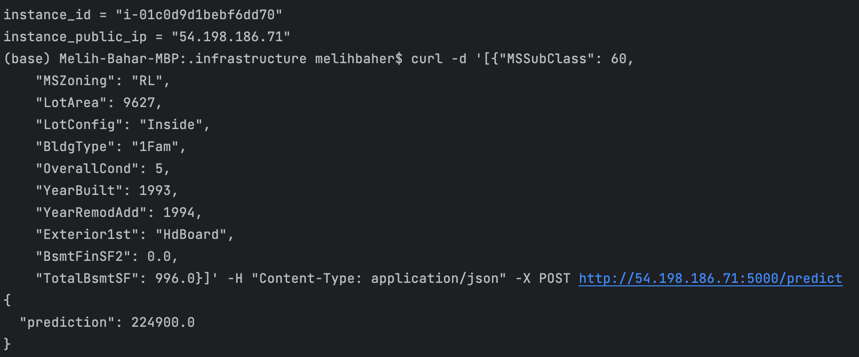 instance_id = "i-01c0d9d1bebf6dd70"
instance_public_ip = "54.198.186.71"
(base) Melih-Bahar-MBP:.infrastructure melihbaher$ curl -d '[{"MSSubClass": 60,
    "MSZoning": "RL",
    "LotArea": 9627,
    "LotConfig": "Inside",
    "BldgType": "1Fam",
    "OverallCond": 5,
    "YearBuilt": 1993,
    "YearRemodAdd": 1994,
    "Exterior1st": "HdBoard",
    "BsmtFinSF2": 0.0,
    "TotalBsmtSF": 996.0}]' -H "Content-Type: application/json" -X POST http://54.198.186.71:5000/predict
{
  "prediction": 224900.0
}